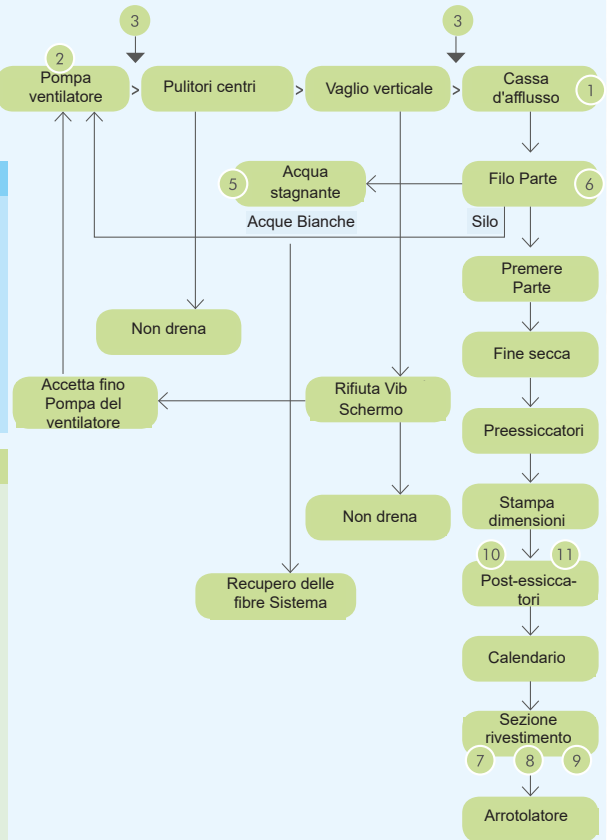 3
3
2
Pompa
ventilatore
>
Pulitori centri
>
Vaglio verticale
>
Cassa
d'afflusso
1
5
Acqua
stagnante
Filo Parte
6
Acque Bianche
Silo
Premere
Parte
Non drena
Fine secca
Accetta fino
Pompa del
ventilatore
Rifiuta Vib
Schermo
Preessiccatori
Non drena
Stampa
dimensioni
10
11
Post-essicca-
tori
Recupero delle
fibre Sistema
Calendario
Sezione
rivestimento
7
8
9
Arrotolatore